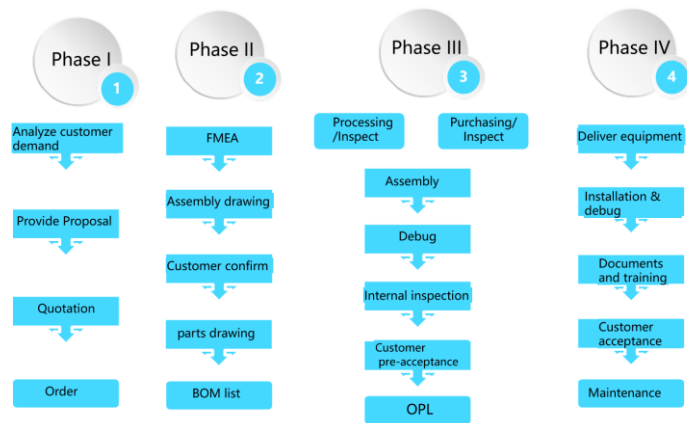 Phase I
1
Analyze customer
demand
Provide Proposal
Quotation
Order
Phase II
2
FMEA
Assembly drawing
Customer confirm
parts drawing
BOM list
Phase III
3
Processing
/Inspect
Purchasing/
Inspect
Assembly
Debug
Internal inspection
Customer
pre-acceptance
OPL
Phase IV
4
Deliver equipment
Installation &
debug
Documents
and training
Customer
acceptance
Maintenance